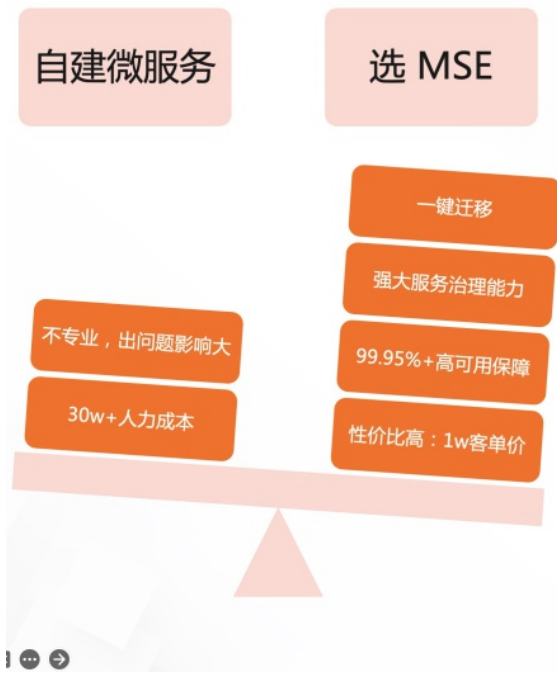 自建微服务
选 MSE
一键迁移
强大服务治理能力
不专业，出问题影响大
99.95%+高可用保障
30w+人力成本
性价比高：1w客单价